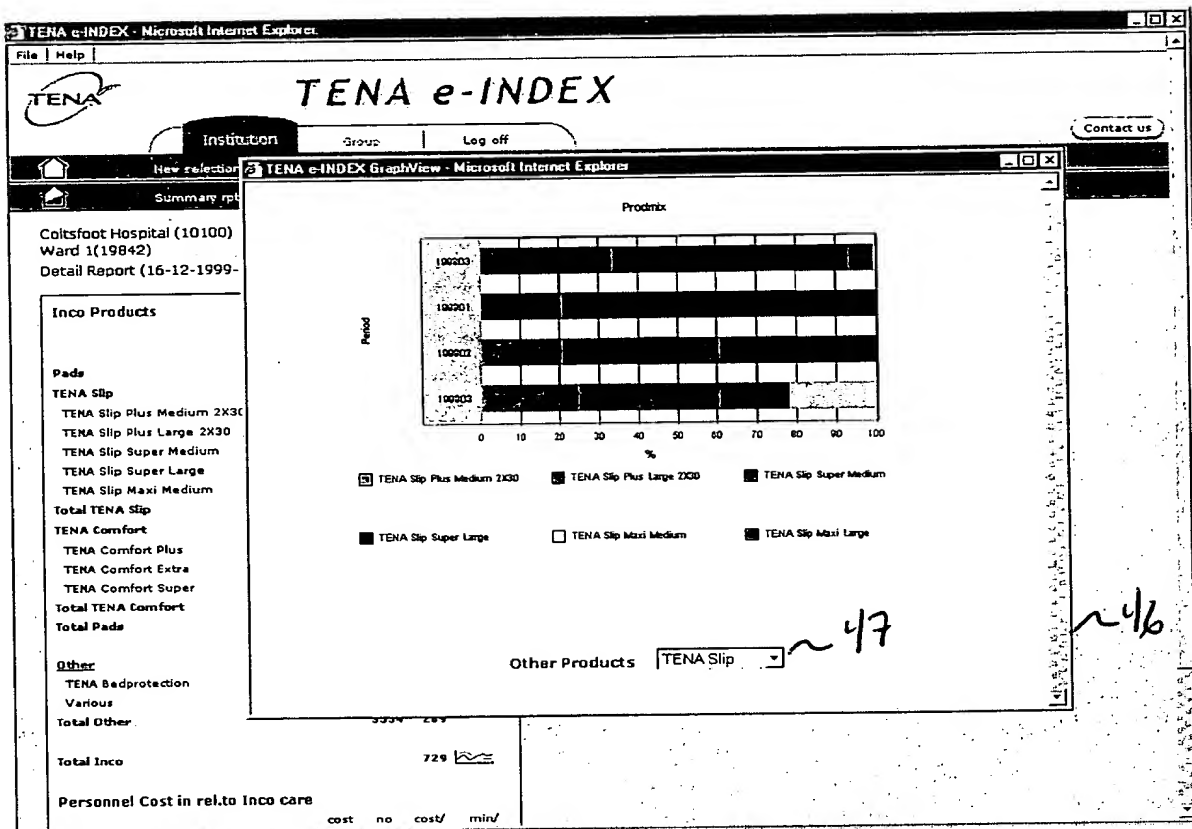 TENA e-INDEX - Microsoft Internet Explorer
File | Help |
TENA
TENA e-INDEX
Institution Group Log off
Contact us
New selection
TENA e-INDEX GraphView - Microsoft Internet Explorer
Summary rpt
Coltsfoot Hospital (10100)
Ward 1(19842)
Detail Report (16-12-1999-
Inco Products
Pads
TENA Slip
TENA Slip Plus Medium 2X30
TENA Slip Plus Large 2X30
TENA Slip Super Medium
TENA Slip Super Large
TENA Slip Maxi Medium
Total TENA Slip
TENA Comfort
TENA Comfort Plus
TENA Comfort Extra
TENA Comfort Super
Total TENA Comfort
Total Pads
Other
TENA Bedprotection
Various
Total Other
Total Inco 729
Personnel Cost in rel.to Inco care
cost no cost/ min/
Prodmix
Period
0 10 20 30 40 50 60 70 80 90 100
%
TENA Slip Plus Medium 2X30 TENA Slip Plus Large 2X30 TENA Slip Super Medium
TENA Slip Super Large TENA Slip Maxi Medium TENA Slip Maxi Large
Other Products TENA Slip
47
46